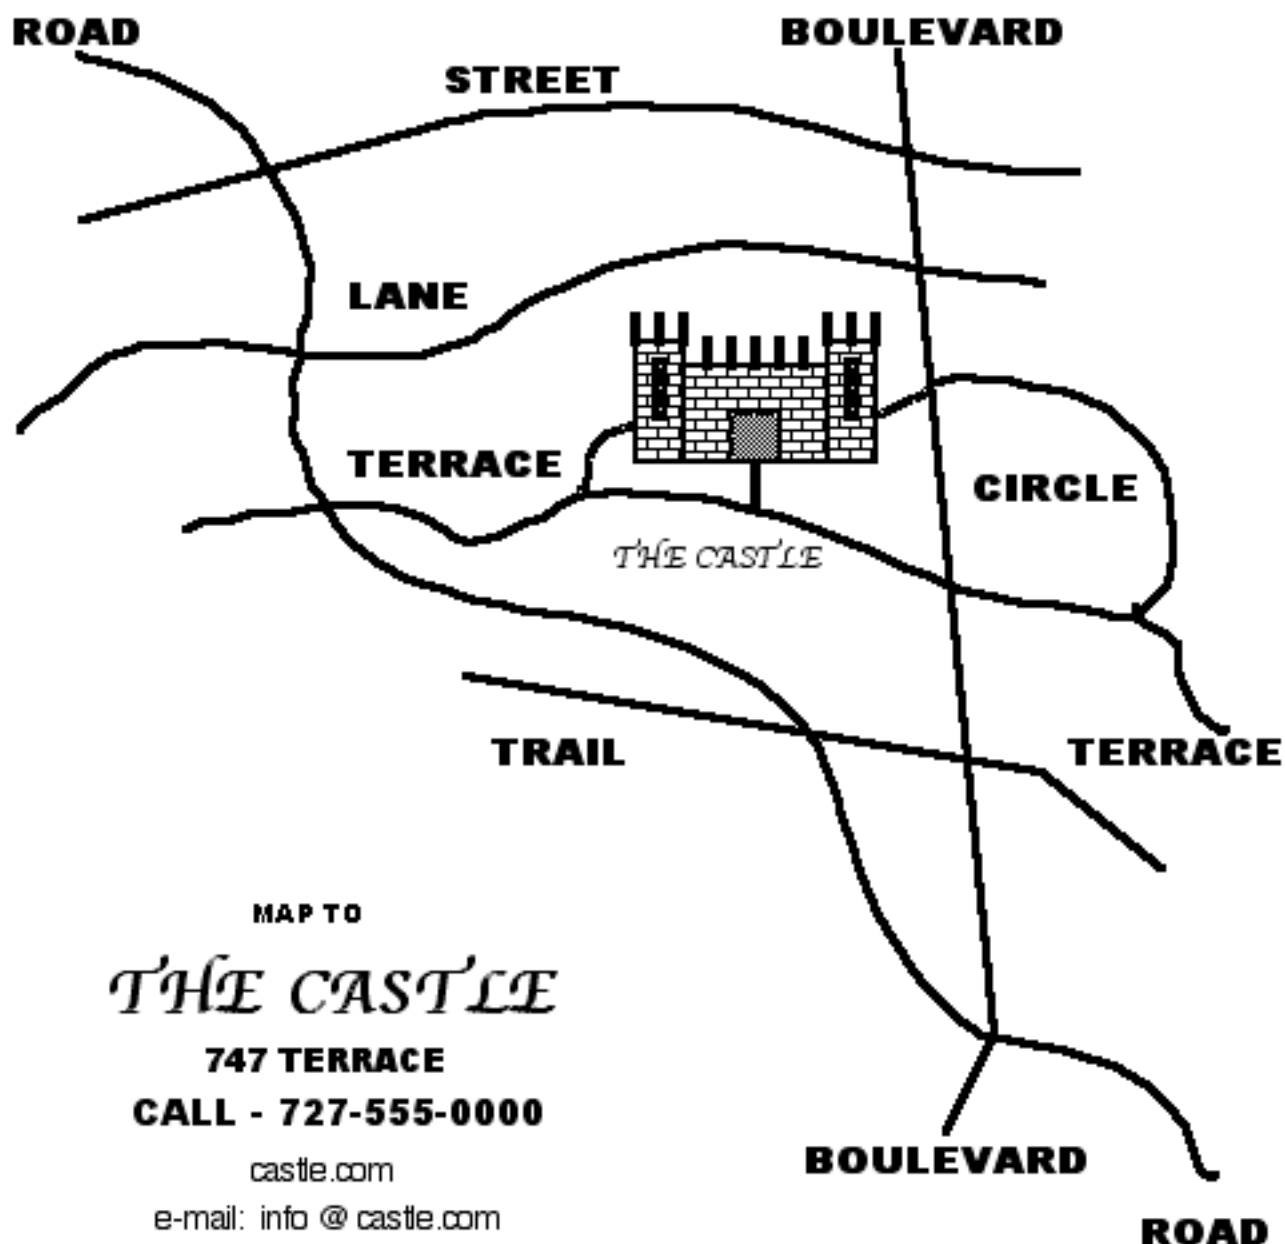 ROAD
BOULEVARD
STREET
LANE
TERRACE
CIRCLE
THE CASTLE
TRAIL
TERRACE
MAP TO
THE CASTLE
747 TERRACE
CALL - 727-555-0000
castle.com
e-mail: info @ castle.com
BOULEVARD
ROAD